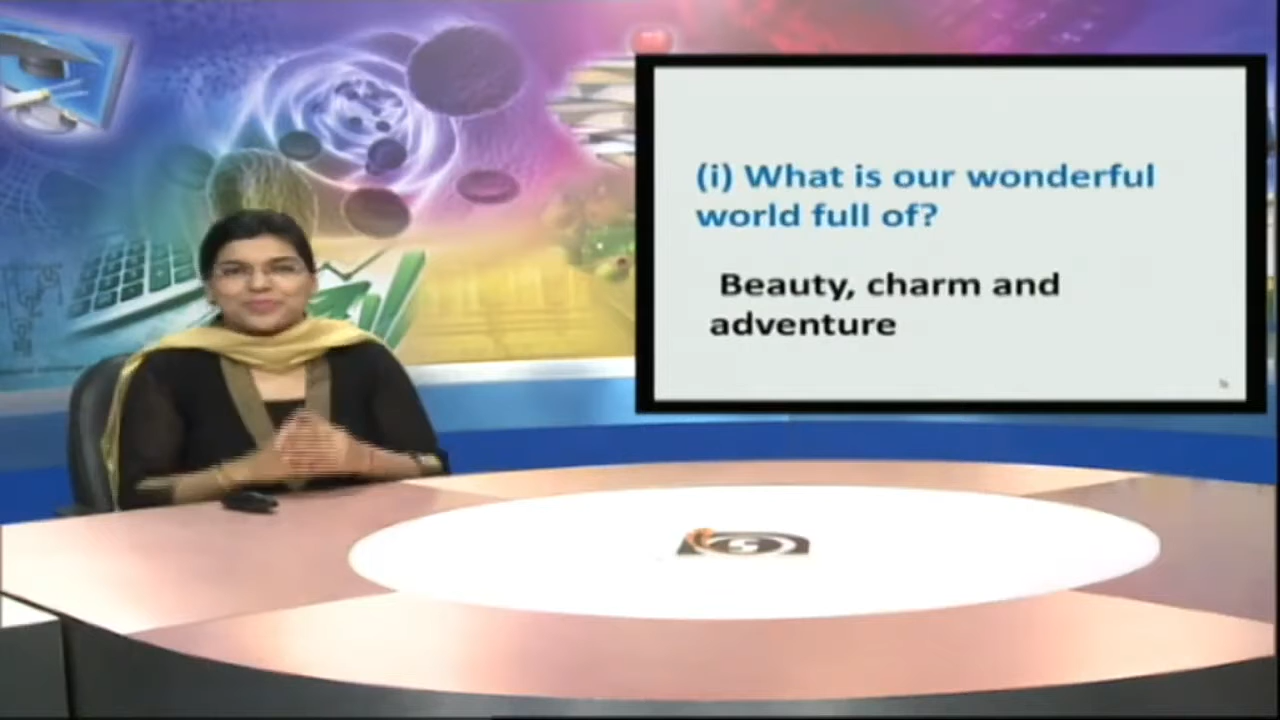 (i) What is our wonderful
world full of?
Beauty, charm and
adventure